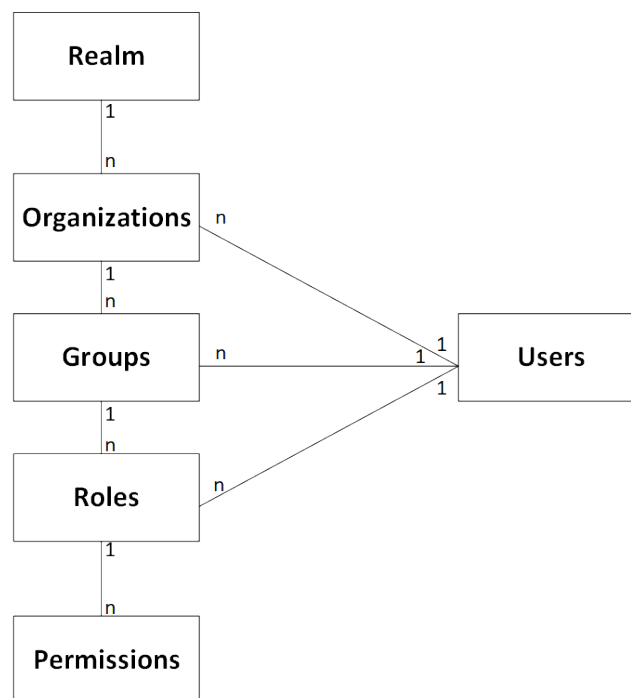 Realm
1
n
Organizations
n
1
n
1
Groups
n
1
Users
1
1
n
Roles
n
1
n
Permissions